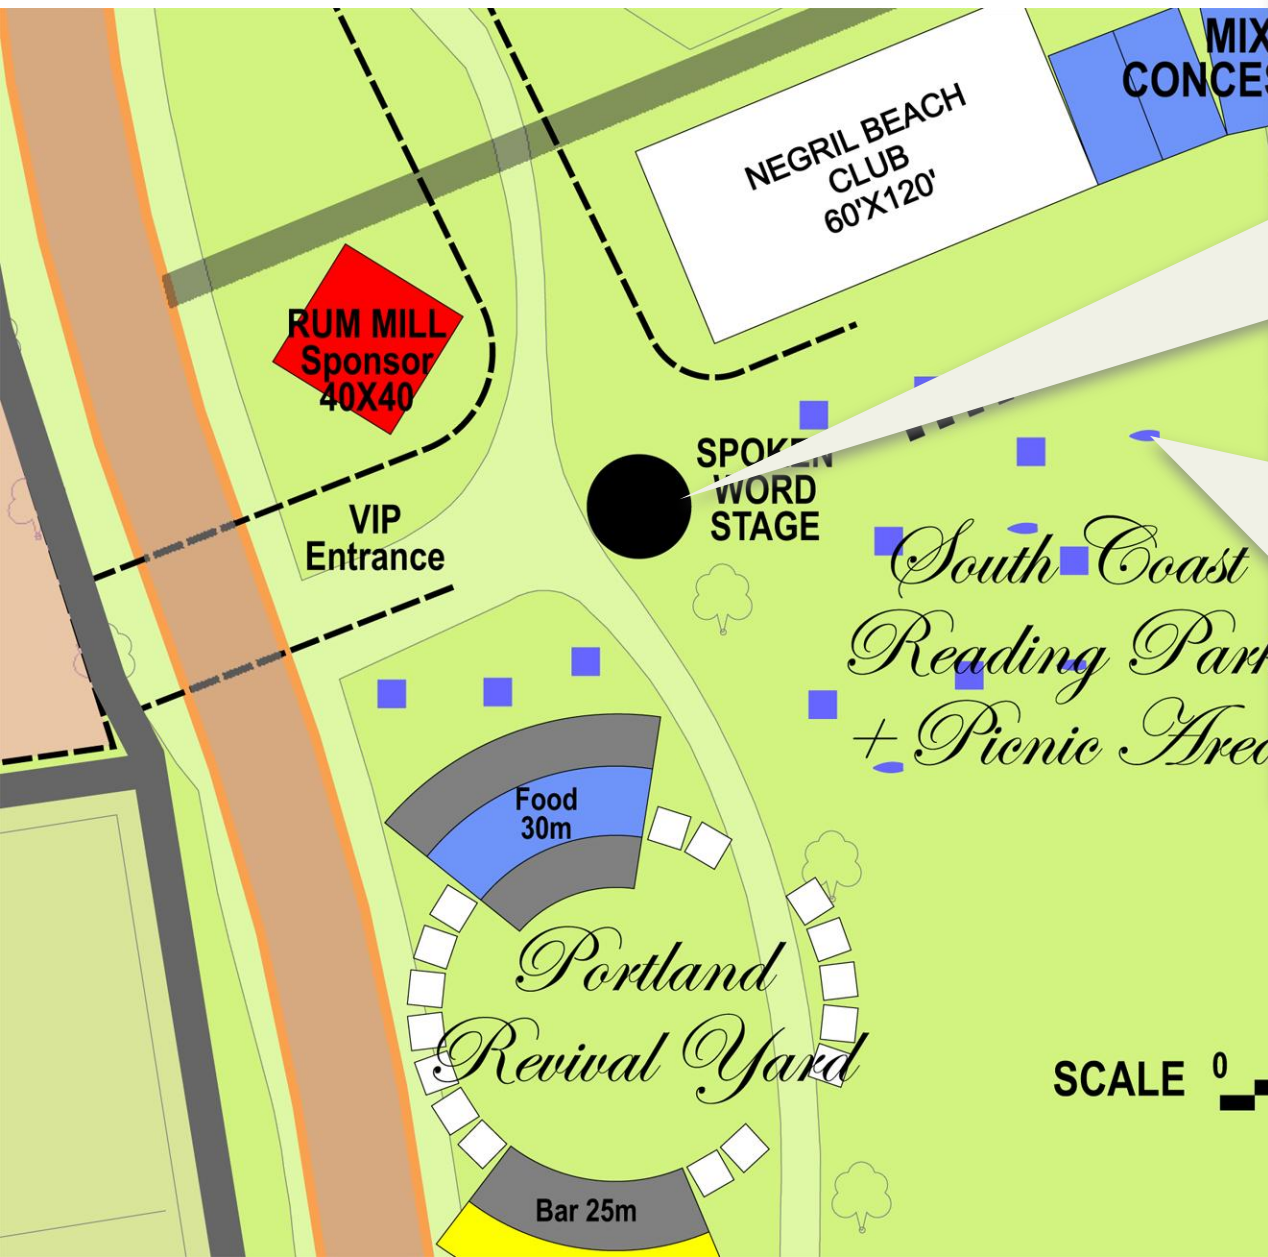 MIX
CONCES
NEGRIL BEACH
CLUB
60'X120'
RUM MILL
Sponsor
40X40
SPOKEN
WORD
STAGE
VIP
Entrance
South Coast
Reading Park
+ Picnic Area
Food
30m
Portland
Revival Yard
SCALE 0
Bar 25m